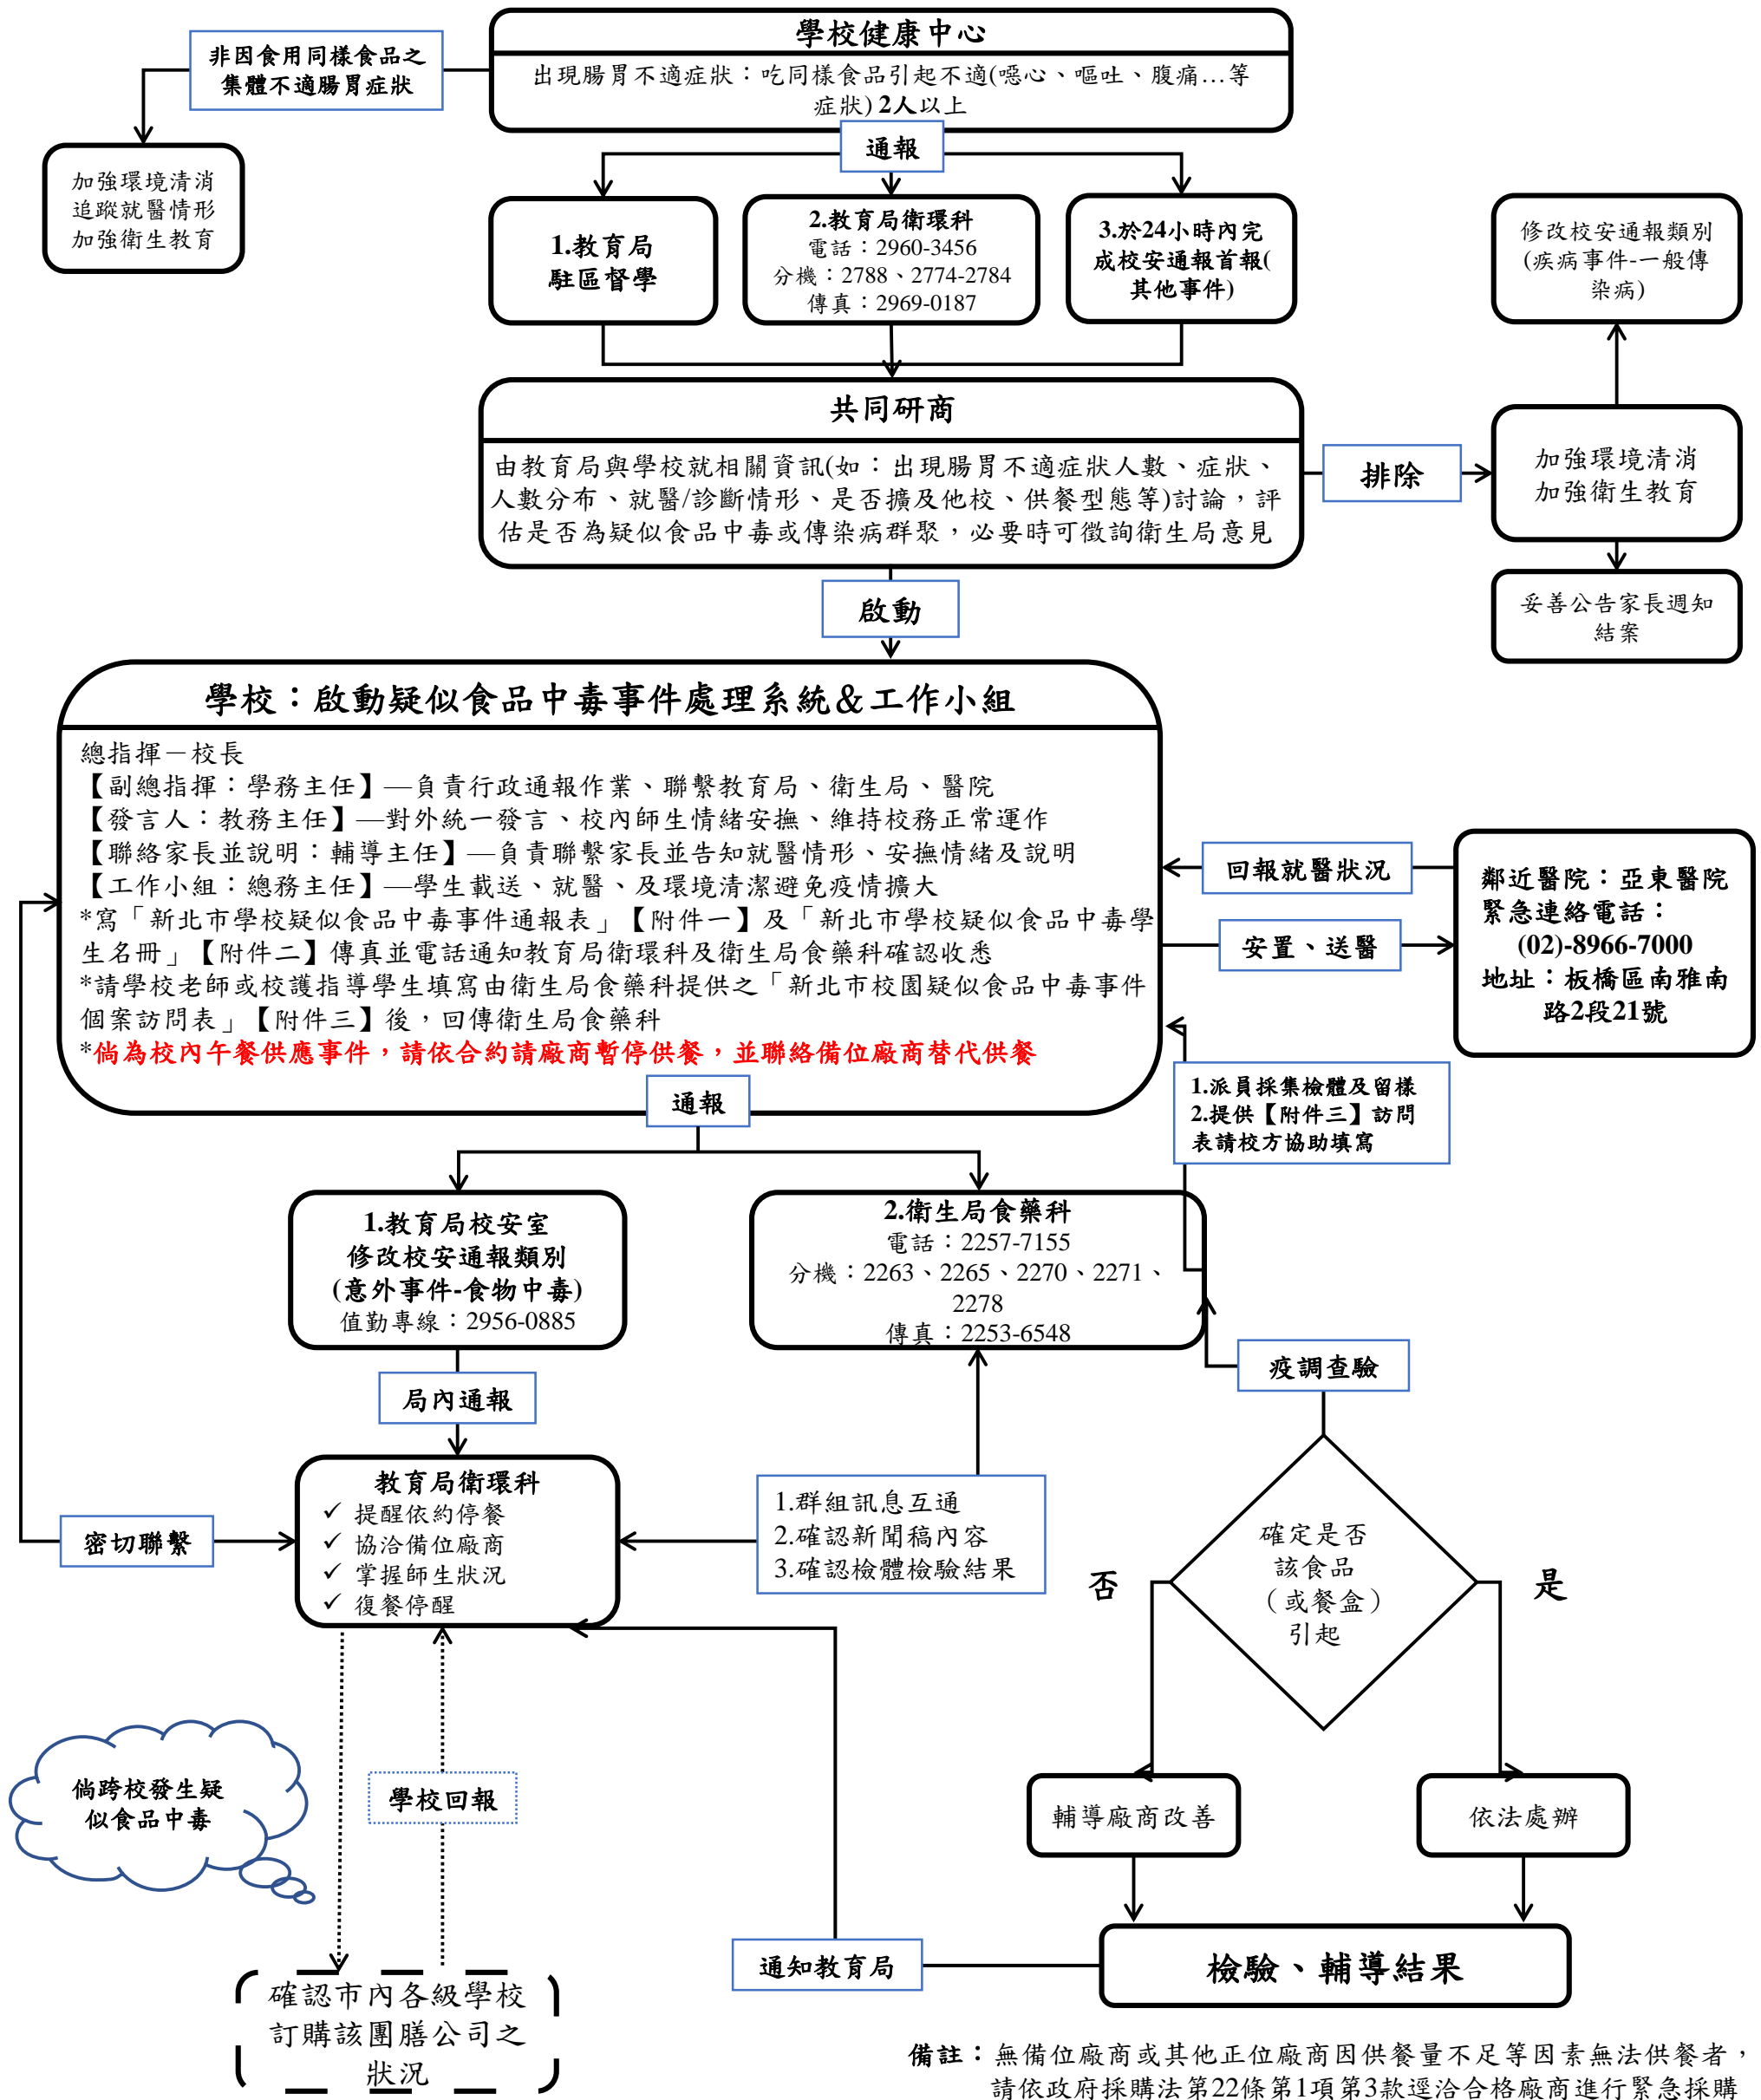 學校健康中心
出現腸胃不適症狀：吃同樣食品引起不適(噁心、嘔吐、腹痛…等
症狀) 2人以上
非因食用同樣食品之
集體不適腸胃症狀
加強環境清消
追蹤就醫情形
加強衛生教育
通報
1.教育局
駐區督學
2.教育局衛環科
電話：2960-3456
分機：2788、2774-2784
傳真：2969-0187
3.於24小時內完
成校安通報首報(
其他事件)
修改校安通報類別
(疾病事件-一般傳
染病)
共同研商
由教育局與學校就相關資訊(如：出現腸胃不適症狀人數、症狀、
人數分布、就醫/診斷情形、是否擴及他校、供餐型態等)討論，評
估是否為疑似食品中毒或傳染病群聚，必要時可徵詢衛生局意見
排除
加強環境清消
加強衛生教育
妥善公告家長週知
結案
啟動
學校：啟動疑似食品中毒事件處理系統＆工作小組
總指揮－校長
【副總指揮：學務主任】—負責行政通報作業、聯繫教育局、衛生局、醫院
【發言人：教務主任】—對外統一發言、校內師生情緒安撫、維持校務正常運作
【聯絡家長並說明：輔導主任】—負責聯繫家長並告知就醫情形、安撫情緒及說明
【工作小組：總務主任】—學生載送、就醫、及環境清潔避免疫情擴大
*寫「新北市學校疑似食品中毒事件通報表」【附件一】及「新北市學校疑似食品中毒學
生名冊」【附件二】傳真並電話通知教育局衛環科及衛生局食藥科確認收悉
*請學校老師或校護指導學生填寫由衛生局食藥科提供之「新北市校園疑似食品中毒事件
個案訪問表」【附件三】後，回傳衛生局食藥科
*倘為校內午餐供應事件，請依合約請廠商暫停供餐，並聯絡備位廠商替代供餐
回報就醫狀況
安置、送醫
鄰近醫院：亞東醫院
緊急連絡電話：
(02)-8966-7000
地址：板橋區南雅南
路2段21號
1.派員採集檢體及留樣
2.提供【附件三】訪問
表請校方協助填寫
通報
1.教育局校安室
修改校安通報類別
(意外事件-食物中毒)
值勤專線：2956-0885
2.衛生局食藥科
電話：2257-7155
分機：2263、2265、2270、2271、
2278
傳真：2253-6548
疫調查驗
局內通報
教育局衛環科
✓ 提醒依約停餐
✓ 協洽備位廠商
✓ 掌握師生狀況
✓ 復餐停醒
密切聯繫
1.群組訊息互通
2.確認新聞稿內容
3.確認檢體檢驗結果
確定是否
該食品
（或餐盒）
引起
否
是
輔導廠商改善
依法處辦
倘跨校發生疑
似食品中毒
學校回報
通知教育局
檢驗、輔導結果
確認市內各級學校
訂購該團膳公司之
狀況
備註：無備位廠商或其他正位廠商因供餐量不足等因素無法供餐者，
請依政府採購法第22條第1項第3款逕洽合格廠商進行緊急採購